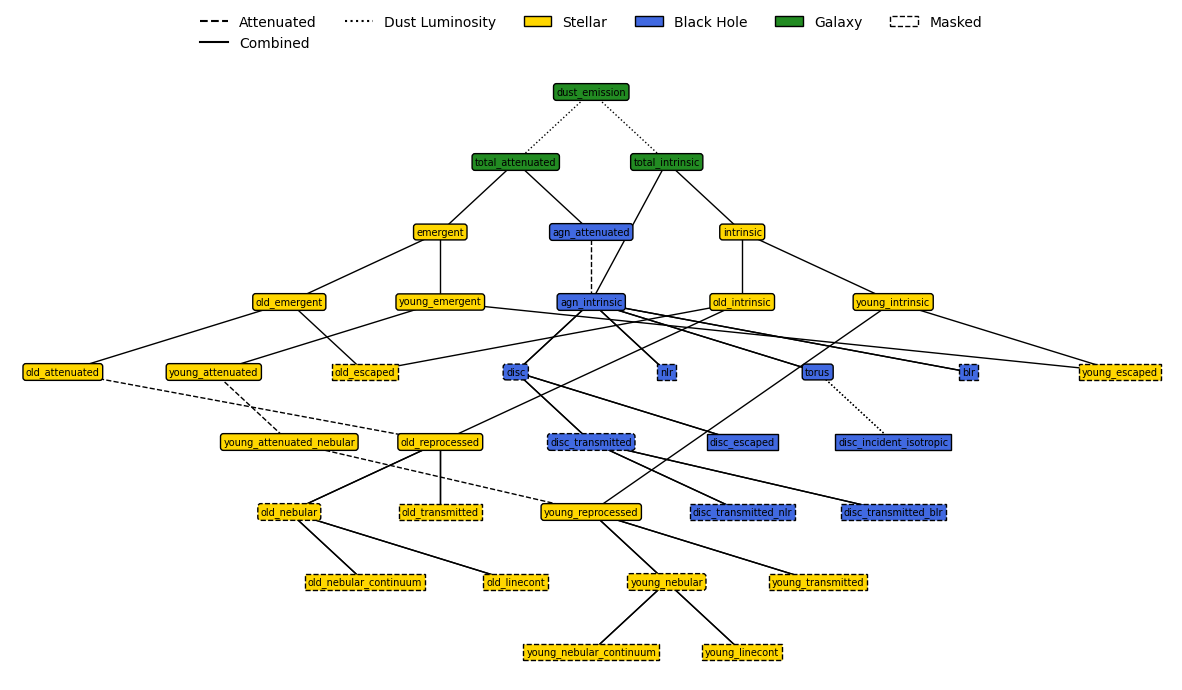 Attenuated Dust Luminosity Stellar Black Hole Galaxy Masked
Combined
dust_emission
total_attenuated total_intrinsic
emergent agn_attenuated intrinsic
old_emergent young_emergent agn_intrinsic old_intrinsic young_intrinsic
old_attenuated young_attenuated old_escaped disc nlr torus blr young_escaped
young_attenuated_nebular old_reprocessed disc_transmitted disc_escaped disc_incident_isotropic
old_nebular old_transmitted young_reprocessed disc_transmitted_nlr disc_transmitted_blr
old_nebular_continuum old_linecont young_nebular young_transmitted
young_nebular_continuum young_linecont